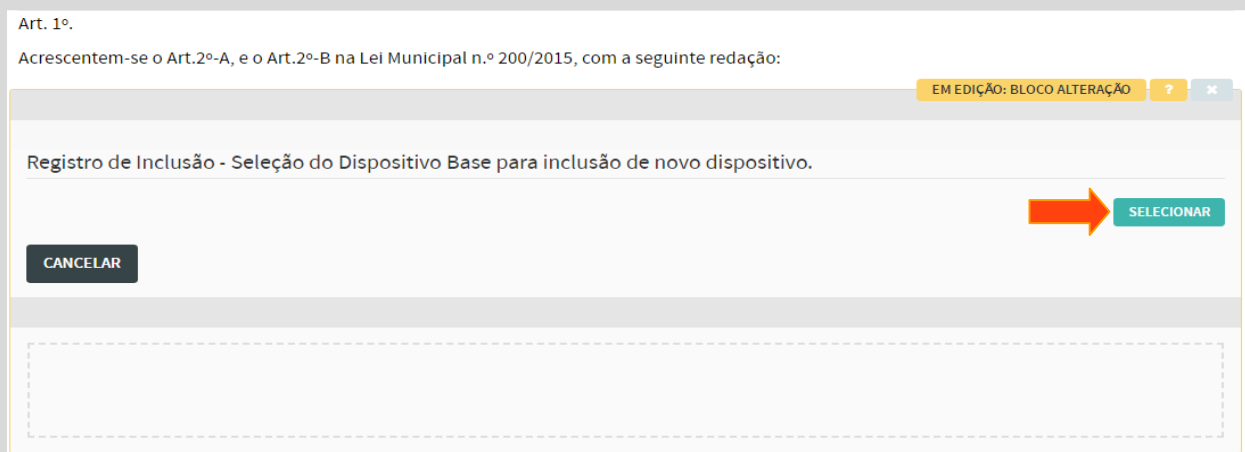 Art. 1º.
Acrescentem-se o Art.2º-A, e o Art.2º-B na Lei Municipal n.º 200/2015, com a seguinte redação:
EM EDIÇÃO: BLOCO ALTERAÇÃO ? ×
Registro de Inclusão - Seleção do Dispositivo Base para inclusão de novo dispositivo.
SELECIONAR
CANCELAR